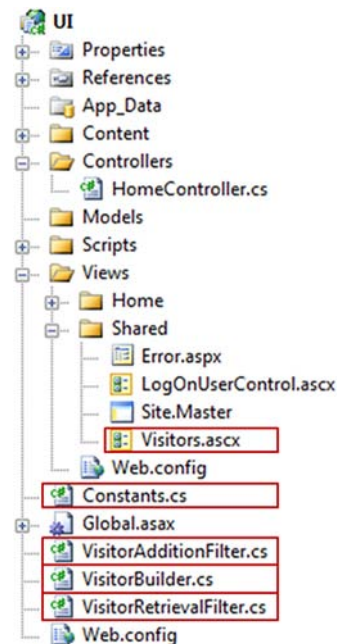 UI
Properties
References
App_Data
Content
Controllers
HomeController.cs
Models
Scripts
Views
Home
Shared
Error.aspx
LogOnUserControl.ascx
Site.Master
Visitors.ascx
Web.config
Constants.cs
Global.asax
VisitorAdditionFilter.cs
VisitorBuilder.cs
VisitorRetrievalFilter.cs
Web.config